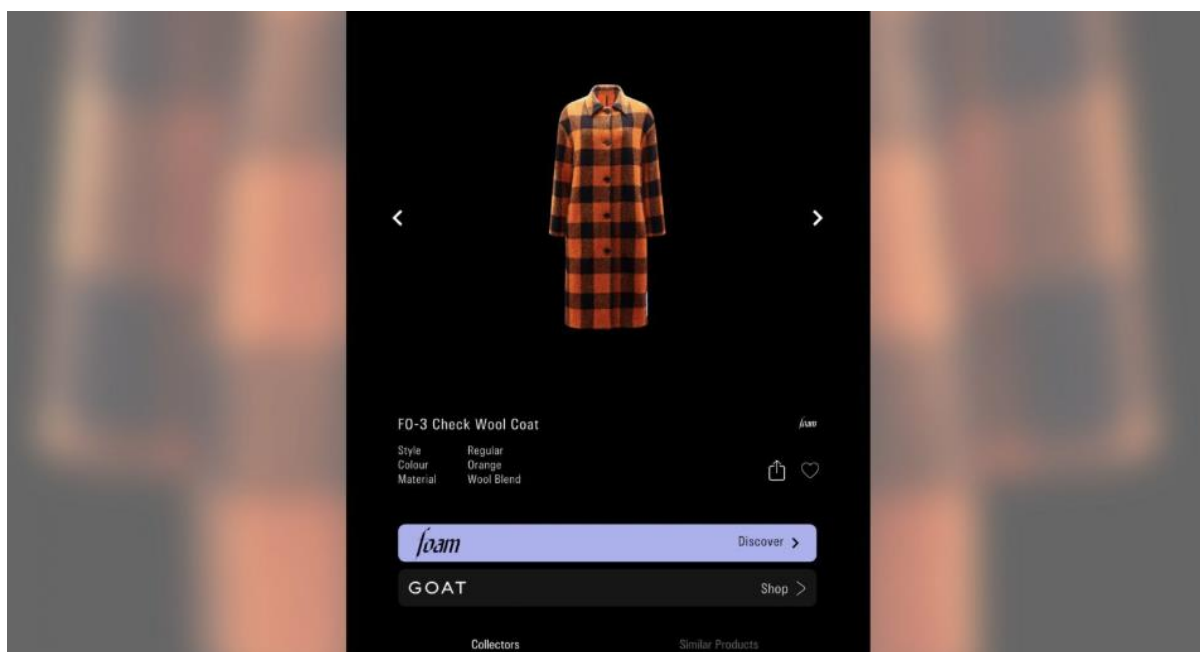 FO-3 Check Wool Coat
foam
Style Regular
Colour Orange
Material Wool Blend
foam Discover
GOAT Shop
Collectors Similar Products